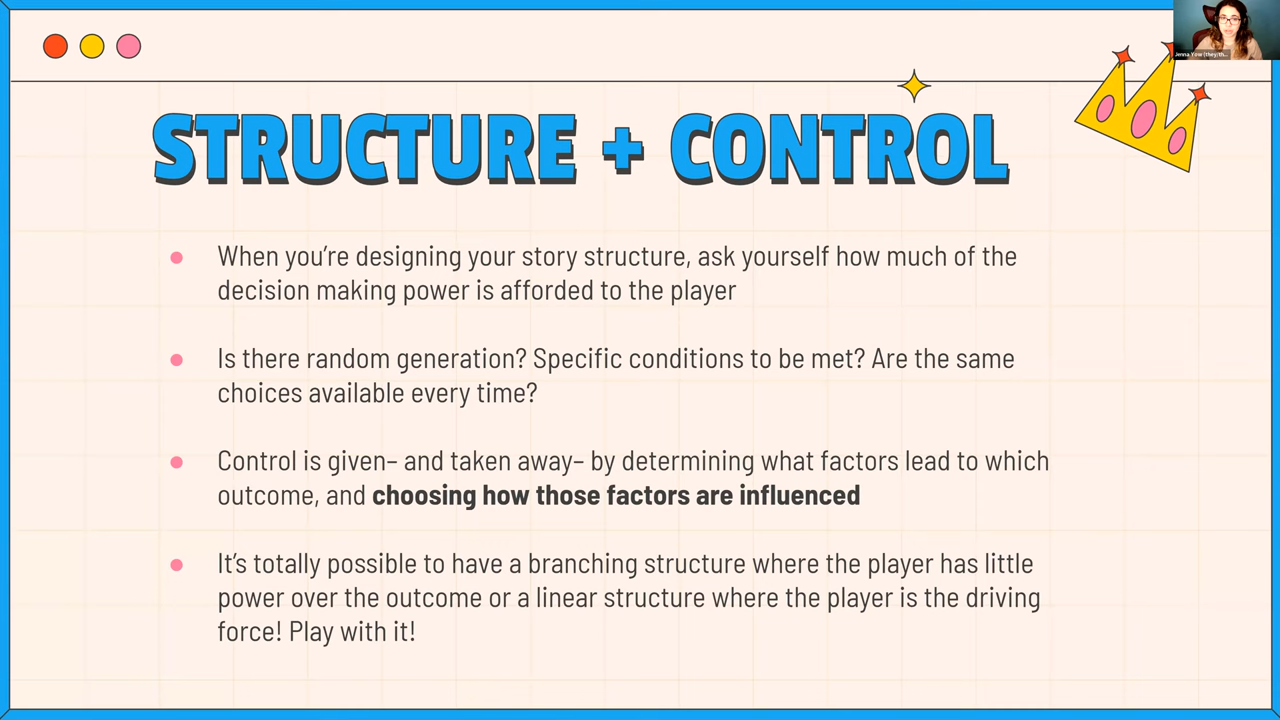 Jenna Yow (they/th...
STRUCTURE + CONTROL
When you’re designing your story structure, ask yourself how much of the
decision making power is afforded to the player
Is there random generation? Specific conditions to be met? Are the same
choices available every time?
Control is given– and taken away– by determining what factors lead to which
outcome, and choosing how those factors are influenced
It’s totally possible to have a branching structure where the player has little
power over the outcome or a linear structure where the player is the driving
force! Play with it!